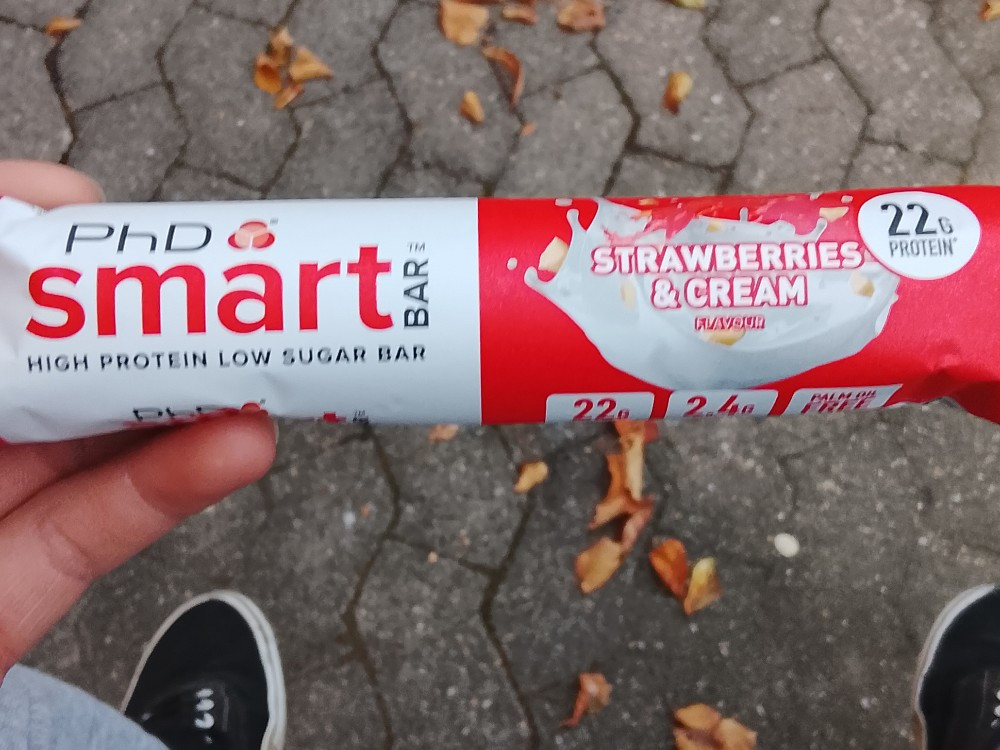 PhD
smart
BAR™
HIGH PROTEIN LOW SUGAR BAR
STRAWBERRIES
& CREAM
FLAVOUR
22G
PROTEIN*
22G
2.4G
PALM OIL
FREE
PhD